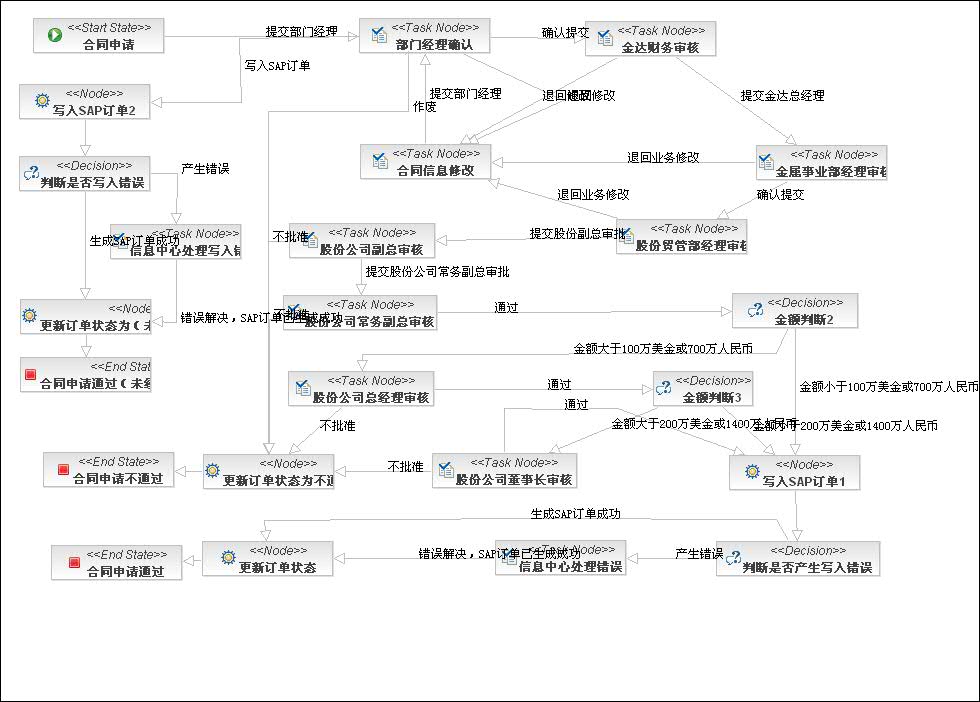 <<Start State>>
合同申请
提交部门经理
<<Task Node>>
部门经理确认
确认提交
<<Task Node>>
金达财务审核
写入SAP订单
<<Node>>
写入SAP订单2
提交部门经理
作废
退回
修改
提交金达总经理
<<Decision>>
判断是否写入错误
产生错误
<<Task Node>>
合同信息修改
退回业务修改
<<Task Node>>
金属事业部经理审核
退回业务修改
确认提交
生成SAP订单成功
<<Task Node>>
信息中心处理写入错
不批准
<<Task Node>>
股份公司副总审核
提交股份副总审批
<<Task Node>>
股份贸管部经理审核
提交股份公司常务副总审批
<<Node
更新订单状态为(未
错误解决，SAP订单已生成成功
不批准
<<Task Node>>
股份公司常务副总审核
通过
<<Decision>>
金额判断2
<<End Stat
合同申请通过(未
金额大于100万美金或700万人民币
金额小于100万美金或700万人民币
<<Task Node>>
股份公司总经理审核
通过
<<Decision>>
金额判断3
通过
不批准
金额大于200万美金或1400万人民币
金额小于200万美金或1400万人民币
<<End State>>
合同申请不通过
<<Node>>
更新订单状态为不通
不批准
<<Task Node>>
股份公司董事长审核
<<Node>>
写入SAP订单1
生成SAP订单成功
<<End State>>
合同申请通过
<<Node>>
更新订单状态
错误解决，SAP订单已生成成功
<<Task Node>>
信息中心处理错误
产生错误
<<Decision>>
判断是否产生写入错误